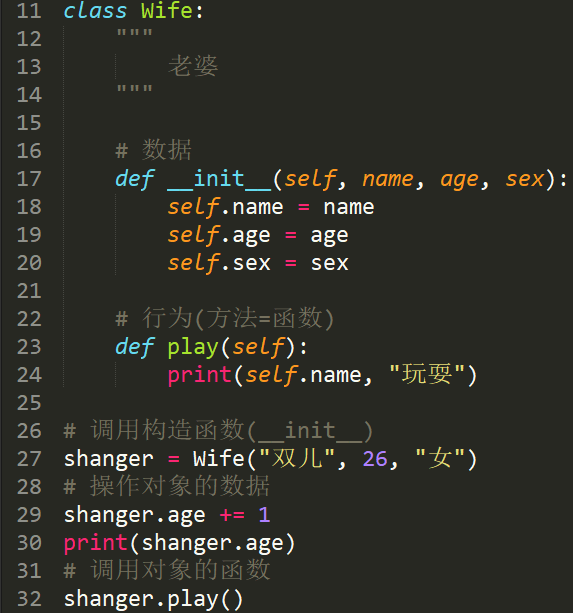 11 class Wife:
12     """
13         老婆
14     """
15
16     # 数据
17     def __init__(self, name, age, sex):
18         self.name = name
19         self.age = age
20         self.sex = sex
21
22     # 行为(方法=函数)
23     def play(self):
24         print(self.name, "玩耍")
25
26 # 调用构造函数(__init__)
27 shanger = Wife("双儿", 26, "女")
28 # 操作对象的数据
29 shanger.age += 1
30 print(shanger.age)
31 # 调用对象的函数
32 shanger.play()